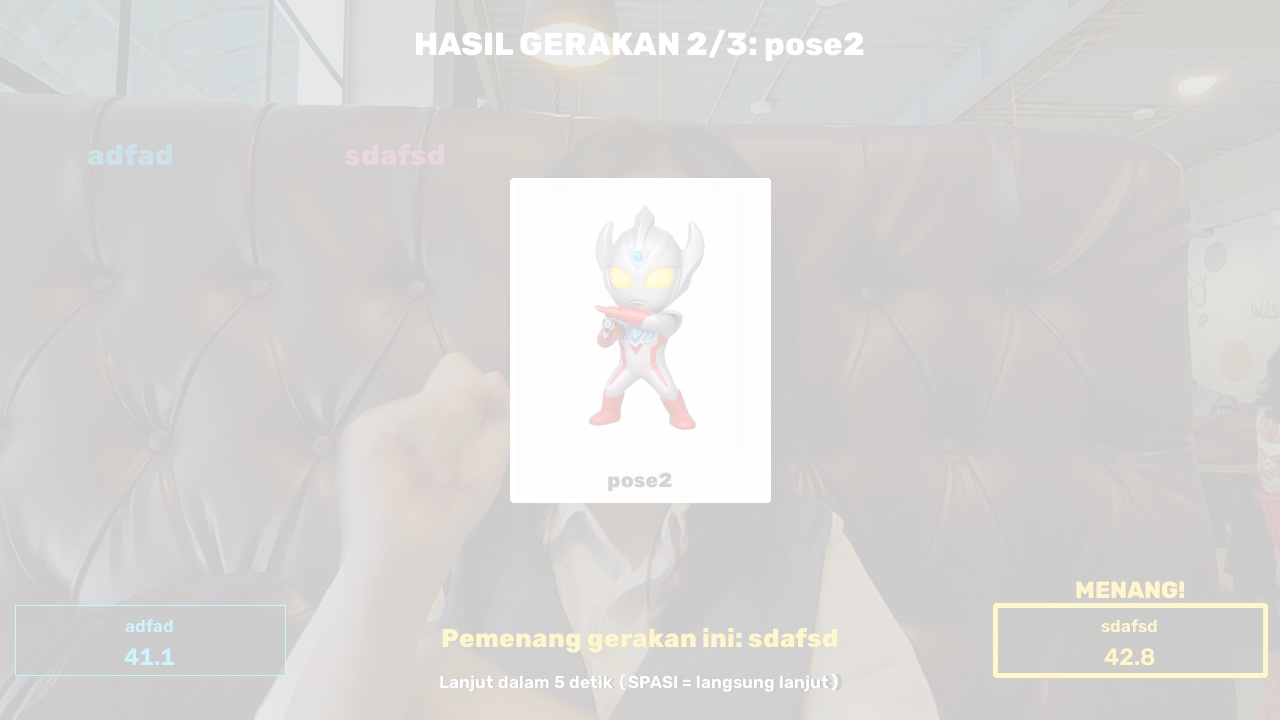 HASIL GERAKAN 2/3: pose2
adfad
sdafsd
pose2
MENANG!
adfad
41.1
Pemenang gerakan ini: sdafsd
sdafsd
42.8
Lanjut dalam 5 detik (SPASI = langsung lanjut)